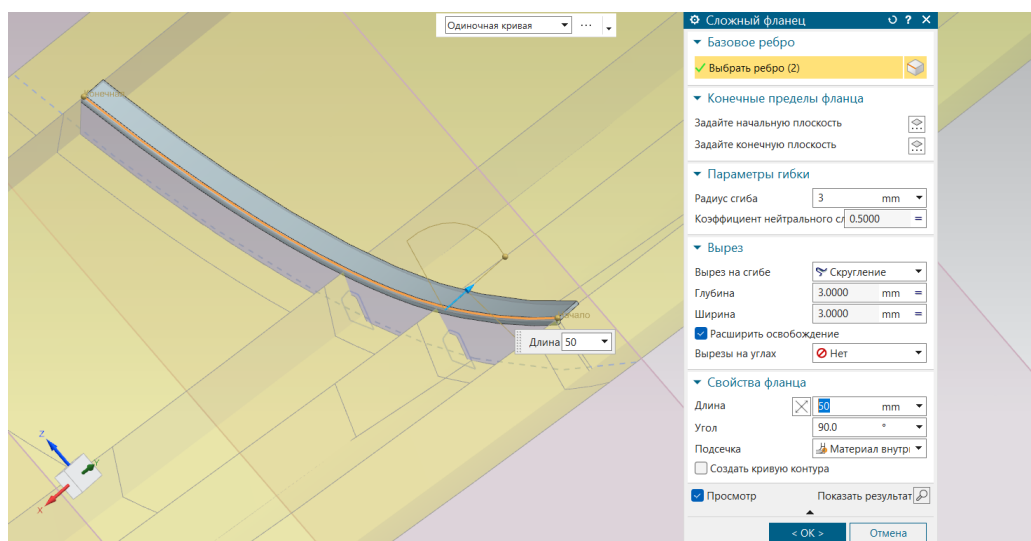 Одиночная кривая
Конечная
Длина 50
Z
Y
X
Сложный фланец
Базовое ребро
Выбрать ребро (2)
Конечные пределы фланца
Задайте начальную плоскость
Задайте конечную плоскость
Параметры гибки
Радиус сгиба 3 mm
Коэффициент нейтрального сл 0.5000 =
Вырез
Вырез на сгибе Скругление
Глубина 3.0000 mm =
Ширина 3.0000 mm =
Расширить освобождение
Вырезы на углах Нет
Свойства фланца
Длина 50 mm
Угол 90.0 °
Подсечка Материал внутри
Создать кривую контура
Просмотр Показать результат
< OK > Отмена